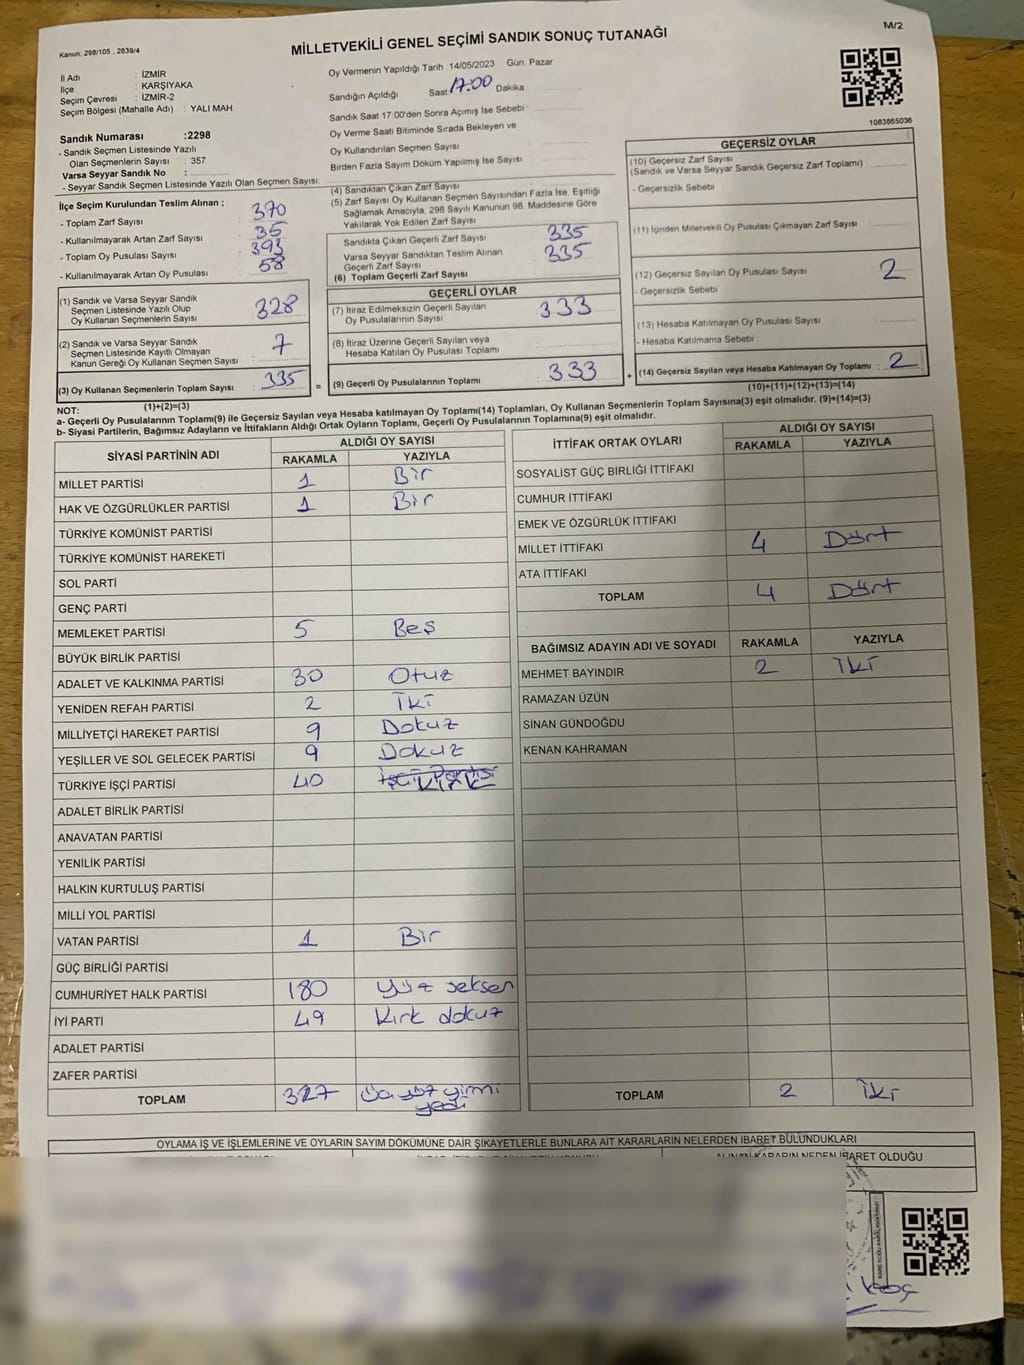 M/2
Kanun: 298/105 , 2839/4
MİLLETVEKİLİ GENEL SEÇİMİ SANDIK SONUÇ TUTANAĞI
İl Adı : İZMİR
İlçe : KARŞIYAKA
Seçim Çevresi : İZMİR-2
Seçim Bölgesi (Mahalle Adı) : YALI MAH
Sandık Numarası :2298
- Sandık Seçmen Listesinde Yazılı
Olan Seçmenlerin Sayısı : 357
Varsa Seyyar Sandık No :
- Seyyar Sandık Seçmen Listesinde Yazılı Olan Seçmen Sayısı:
Oy Vermenin Yapıldığı Tarih :14/05/2023 Gün Pazar
Sandığın Açıldığı Saat 17.00 Dakika
Sandık Saat 17:00'den Sonra Açımış İse Sebebi :
Oy Verme Saati Bitiminde Sırada Bekleyen ve
Oy Kullandırılan Seçmen Sayısı
Birden Fazla Sayım Döküm Yapılmış İse Sayısı
1083865036
İlçe Seçim Kurulundan Teslim Alınan ;
- Toplam Zarf Sayısı : 370
- Kullanılmayarak Artan Zarf Sayısı : 35
- Toplam Oy Pusulası Sayısı : 393
- Kullanılmayarak Artan Oy Pusulası : 58
(1) Sandık ve Varsa Seyyar Sandık
Seçmen Listesinde Yazılı Olup
Oy Kullanan Seçmenlerin Sayısı : 328
(2) Sandık ve Varsa Seyyar Sandık
Seçmen Listesinde Kayıtlı Olmayan
Kanun Gereği Oy Kullanan Seçmen Sayısı : 7
(3) Oy Kullanan Seçmenlerin Toplam Sayısı : 335
(1)+(2)=(3)
(4) Sandıktan Çıkan Zarf Sayısı
(5) Zarf Sayısı Oy Kullanan Seçmen Sayısından Fazla İse, Eşitliği
Sağlamak Amacıyla, 298 Sayılı Kanunun 98. Maddesine Göre
Yakılarak Yok Edilen Zarf Sayısı
Sandıkta Çıkan Geçerli Zarf Sayısı 335
Varsa Seyyar Sandıktan Teslim Alınan 335
Geçerli Zarf Sayısı
(6) Toplam Geçerli Zarf Sayısı
GEÇERLİ OYLAR
(7) İtiraz Edilmeksizin Geçerli Sayılan
Oy Pusulalarının Sayısı 333
(8) İtiraz Üzerine Geçerli Sayılan veya
Hesaba Katılan Oy Pusulası Toplamı
= (9) Geçerli Oy Pusulalarının Toplamı 333
GEÇERSİZ OYLAR
(10) Geçersiz Zarf Sayısı
(Sandık ve Varsa Seyyar Sandık Geçersiz Zarf Toplamı)
- Geçersizlik Sebebi
(11) İçinden Milletvekili Oy Pusulası Çıkmayan Zarf Sayısı
(12) Geçersiz Sayılan Oy Pusulası Sayısı 2
- Geçersizlik Sebebi
(13) Hesaba Katılmayan Oy Pusulası Sayısı
- Hesaba Katılmama Sebebi
+ (14) Geçersiz Sayılan veya Hesaba Katılmayan Oy Toplamı : 2
(10)+(11)+(12)+(13)=(14)
NOT:
a- Geçerli Oy Pusulalarının Toplamı(9) ile Geçersiz Sayılan veya Hesaba katılmayan Oy Toplamı(14) Toplamları, Oy Kullanan Seçmenlerin Toplam Sayısına(3) eşit olmalıdır. (9)+(14)=(3)
b- Siyasi Partilerin, Bağımsız Adayların ve İttifakların Aldığı Ortak Oyların Toplamı, Geçerli Oy Pusulalarının Toplamına(9) eşit olmalıdır.
SİYASİ PARTİNİN ADI ALDIĞI OY SAYISI
RAKAMLA YAZIYLA
MİLLET PARTİSİ 1 Bir
HAK VE ÖZGÜRLÜKLER PARTİSİ 1 Bir
TÜRKİYE KOMÜNİST PARTİSİ
TÜRKİYE KOMÜNİST HAREKETİ
SOL PARTİ
GENÇ PARTİ
MEMLEKET PARTİSİ 5 Beş
BÜYÜK BİRLİK PARTİSİ
ADALET VE KALKINMA PARTİSİ 30 Otuz
YENİDEN REFAH PARTİSİ 2 İki
MİLLİYETÇİ HAREKET PARTİSİ 9 Dokuz
YEŞİLLER VE SOL GELECEK PARTİSİ 9 Dokuz
TÜRKİYE İŞÇİ PARTİSİ 40
ADALET BİRLİK PARTİSİ
ANAVATAN PARTİSİ
YENİLİK PARTİSİ
HALKIN KURTULUŞ PARTİSİ
MİLLİ YOL PARTİSİ
VATAN PARTİSİ 1 Bir
GÜÇ BİRLİĞİ PARTİSİ
CUMHURİYET HALK PARTİSİ 180 Yüz seksen
İYİ PARTİ 49 Kırk dokuz
ADALET PARTİSİ
ZAFER PARTİSİ
TOPLAM 327 Üç yüz yirmi
yedi
İTTİFAK ORTAK OYLARI ALDIĞI OY SAYISI
RAKAMLA YAZIYLA
SOSYALİST GÜÇ BİRLİĞİ İTTİFAKI
CUMHUR İTTİFAKI
EMEK VE ÖZGÜRLÜK İTTİFAKI
MİLLET İTTİFAKI 4 Dört
ATA İTTİFAKI
TOPLAM 4 Dört
BAĞIMSIZ ADAYIN ADI VE SOYADI RAKAMLA YAZIYLA
MEHMET BAYINDIR 2 İki
RAMAZAN ÜZÜN
SİNAN GÜNDOĞDU
KENAN KAHRAMAN
TOPLAM 2 İki
OYLAMA İŞ VE İŞLEMLERİNE VE OYLARIN SAYIM DÖKÜMÜNE DAİR ŞİKAYETLERLE BUNLARA AİT KARARLARIN NELERDEN İBARET BULUNDUKLARI
ALINAN KARARIN NEDEN İBARET OLDUĞU
Koç